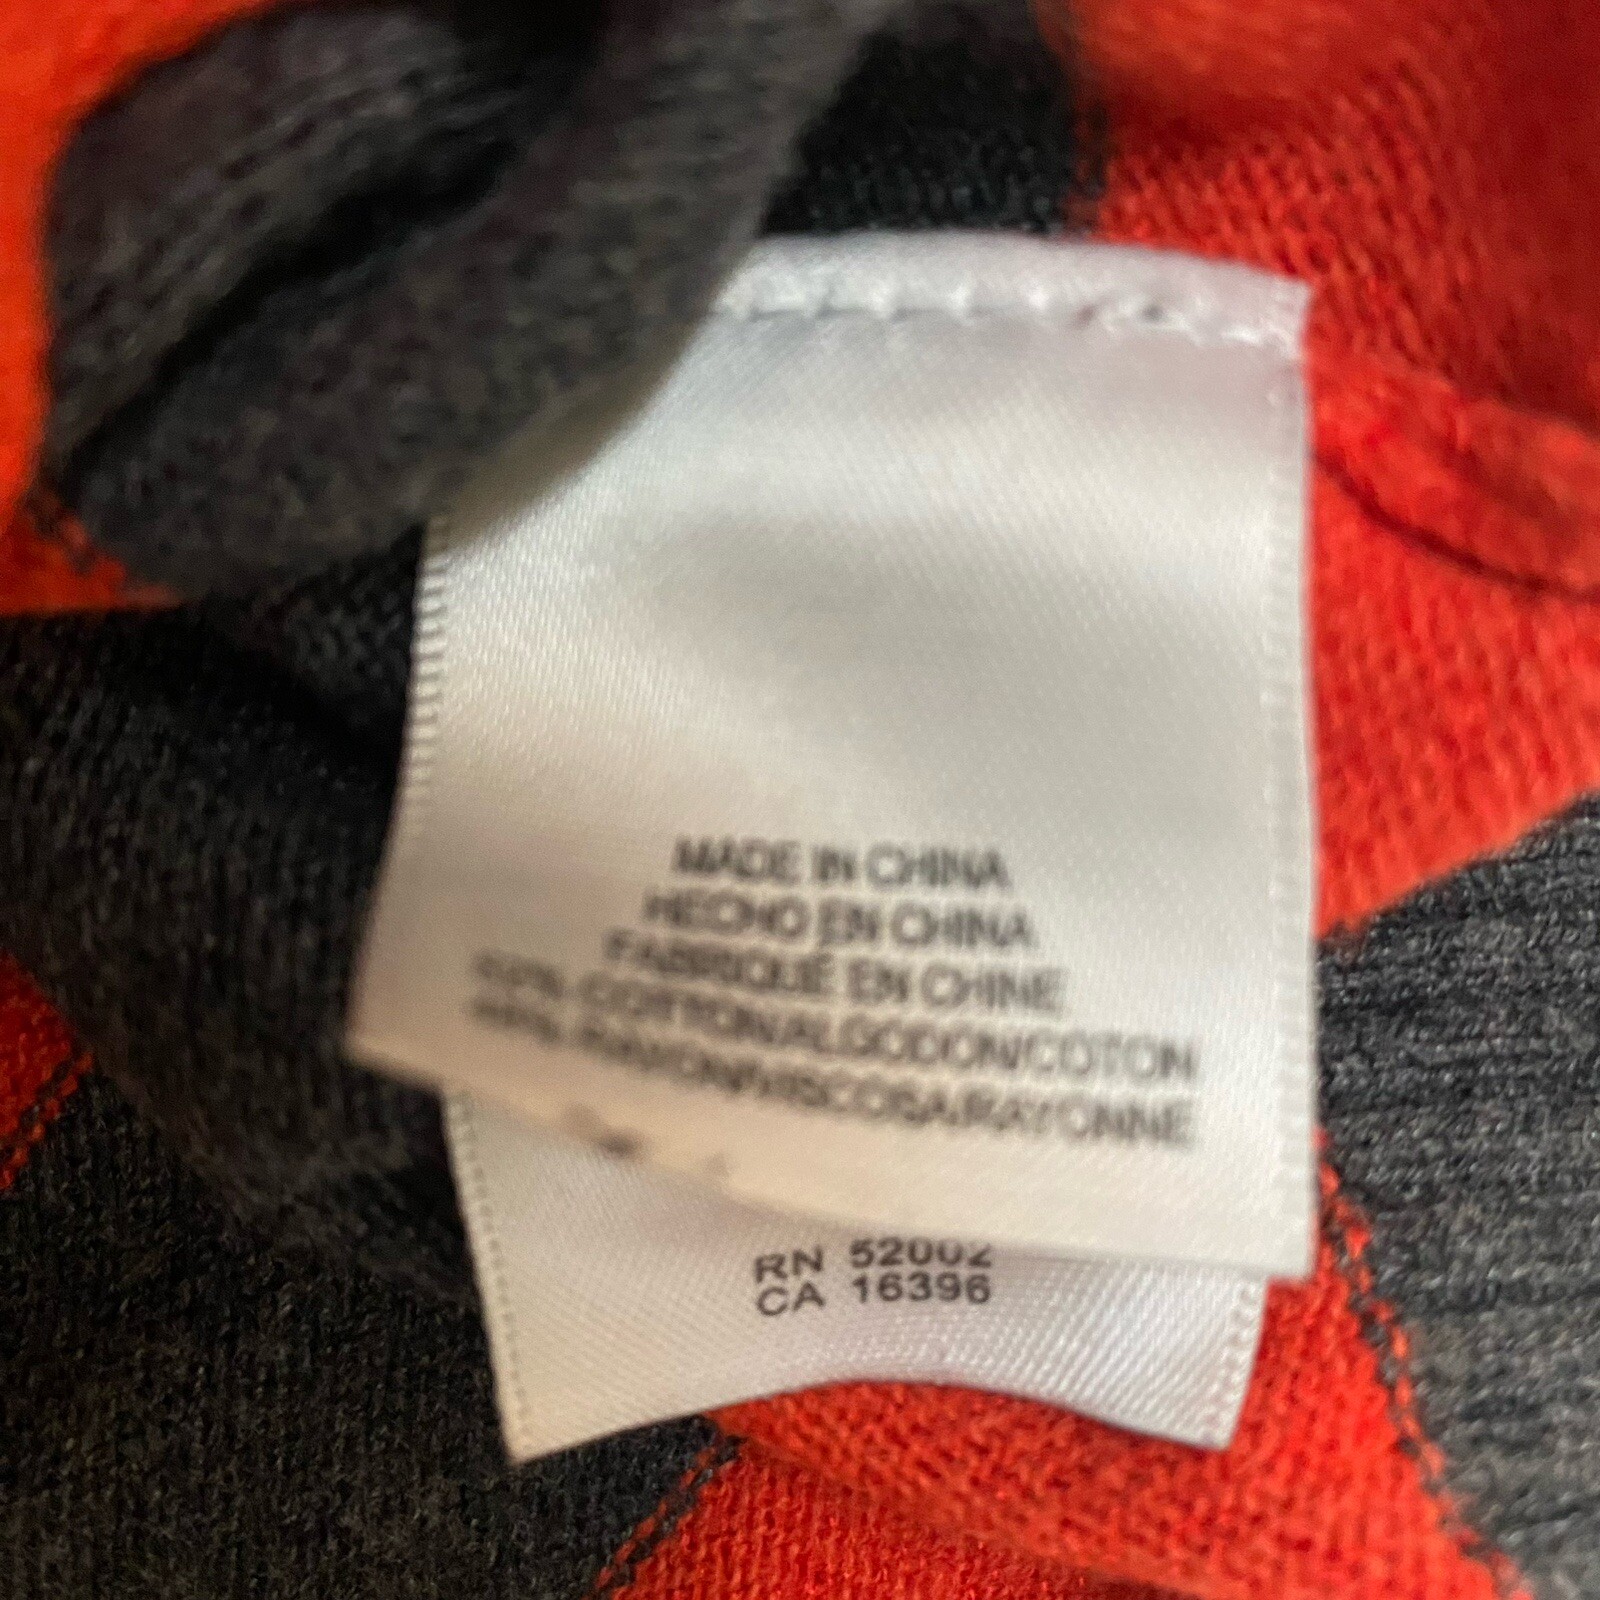 MADE IN CHINA
HECHO EN CHINA
FABRIQUÉ EN CHINE
COTTON/ALGODON/COTON
RAYON/VISCOSA/RAYONNE
RN 52002
CA 16396